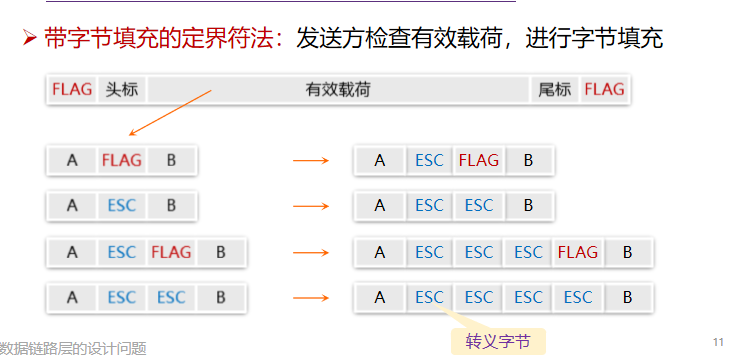 ➢ 带字节填充的定界符法：发送方检查有效载荷，进行字节填充
FLAG 头标 有效载荷 尾标 FLAG
A FLAG B A ESC FLAG B
A ESC B A ESC ESC B
A ESC FLAG B A ESC ESC ESC FLAG B
A ESC ESC B A ESC ESC ESC ESC B
转义字节
数据链路层的设计问题
11